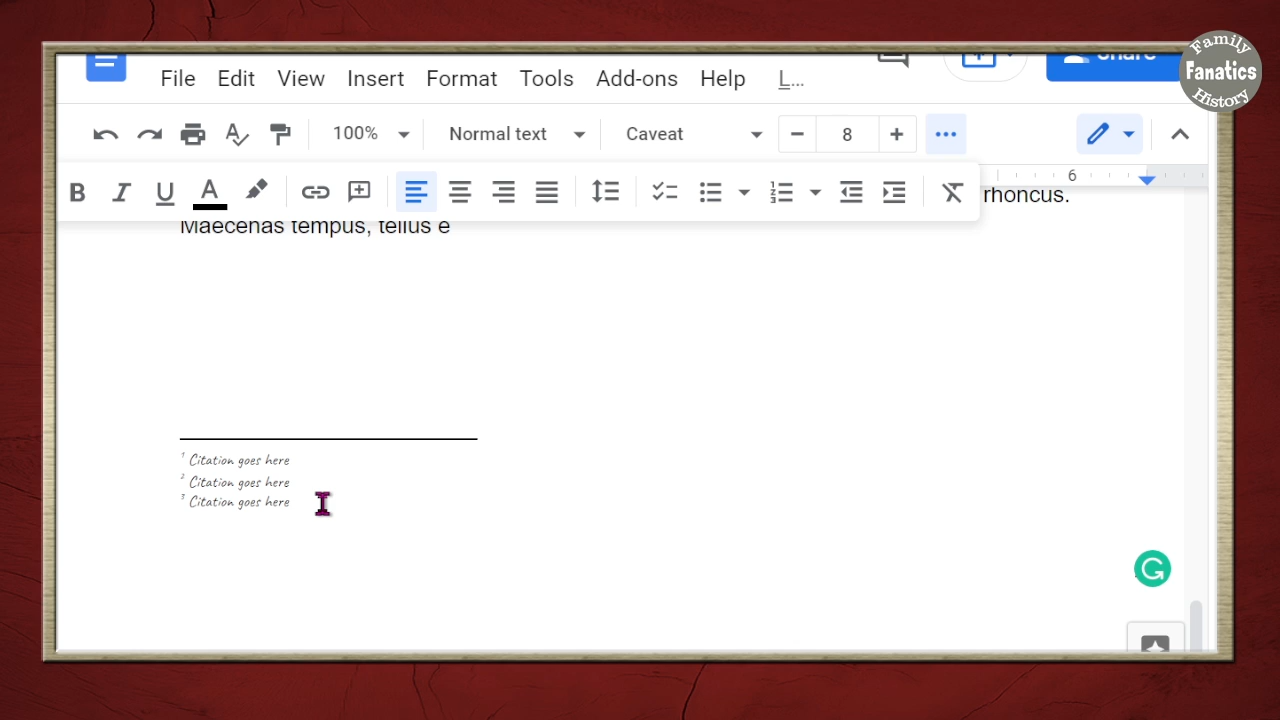 Family
Fanatics
History
Share
File Edit View Insert Format Tools Add-ons Help L...
100% Normal text Caveat 8
B I U A
6
rhoncus.
Maecenas tempus, tellus e
1 Citation goes here
2 Citation goes here
3 Citation goes here